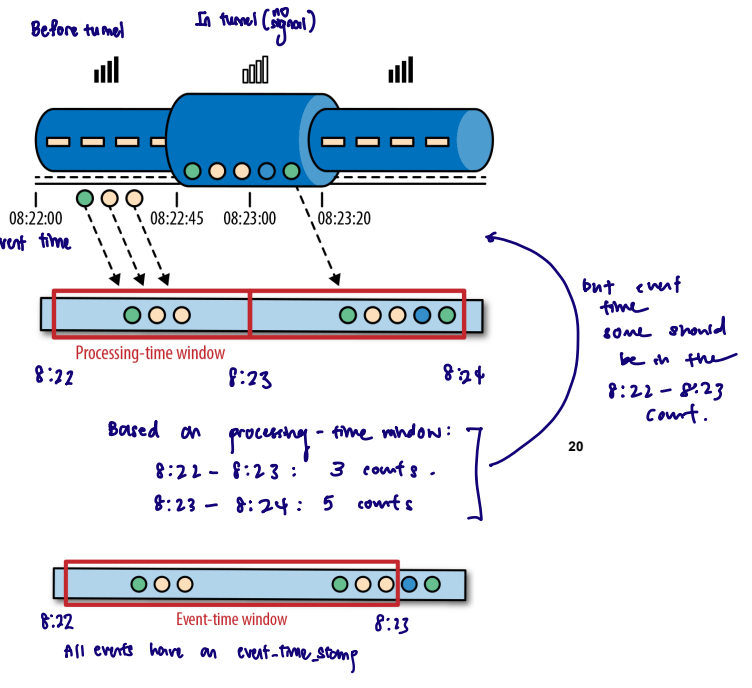 Before tunnel
In tunnel (no signal)
08:22:00
08:22:45
08:23:00
08:23:20
vent time
Processing-time window
8:22
8:23
8:24
but event
time
some should
be in the
8:22 - 8:23
count.
Based on processing-time window:
8:22 - 8:23 : 3 counts.
8:23 - 8:24 : 5 counts
20
Event-time window
8:22
8:23
All events have an event_time_stamp